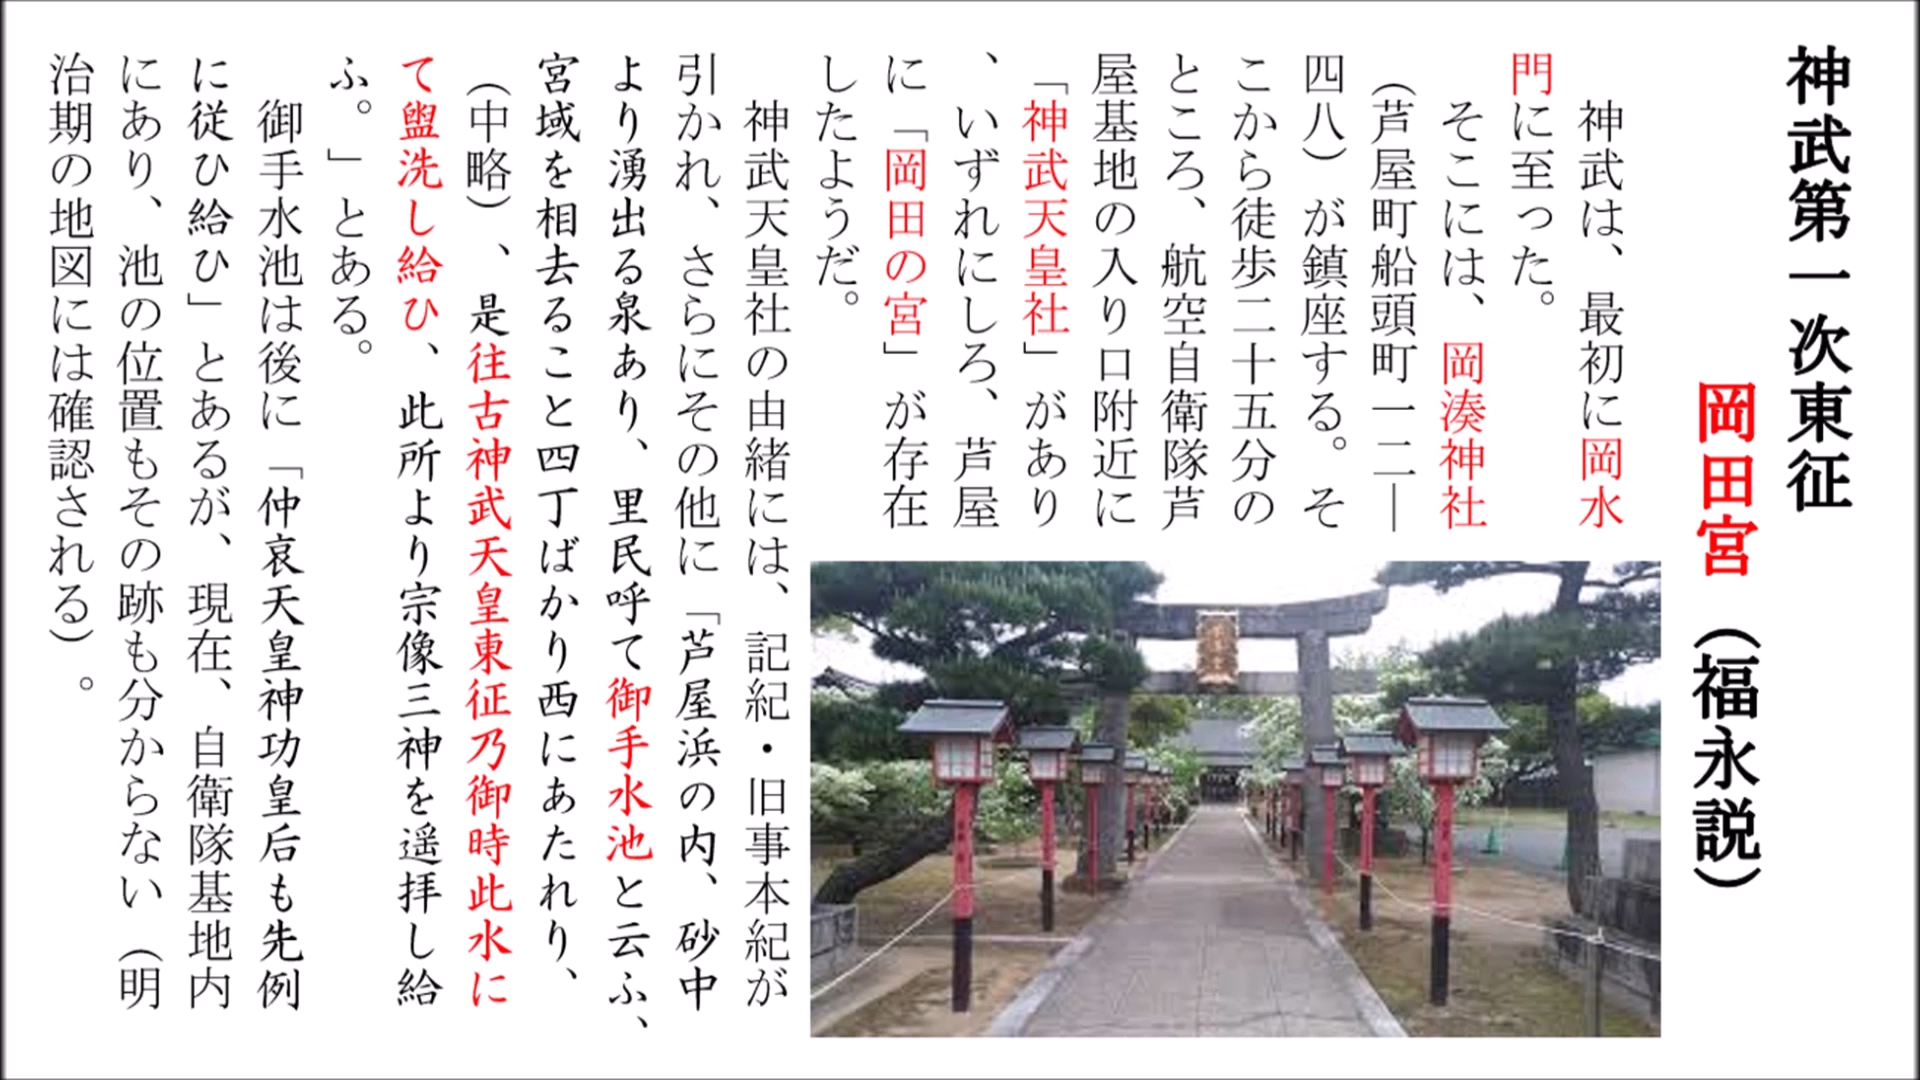 神武第一次東征
岡田宮（福永説）
　神武は、最初に岡水
門に至った。
　そこには、岡湊神社
（芦屋町船頭町一二―
四八）が鎮座する。そ
こから徒歩二十五分の
ところ、航空自衛隊芦
屋基地の入り口附近に
「神武天皇社」があり
、いずれにしろ、芦屋
に「岡田の宮」が存在
したようだ。
　神武天皇社の由緒には、記紀・旧事本紀が
引かれ、さらにその他に「芦屋浜の内、砂中
より湧出る泉あり、里民呼て御手水池と云ふ、
宮域を相去ること四丁ばかり西にあたれり、
（中略）、是往古神武天皇東征乃御時此水に
て盥洗し給ひ、此所より宗像三神を遥拝し給
ふ。」とある。
　御手水池は後に「仲哀天皇神功皇后も先例
に従ひ給ひ」とあるが、現在、自衛隊基地内
にあり、池の位置もその跡も分からない（明
治期の地図には確認される）。